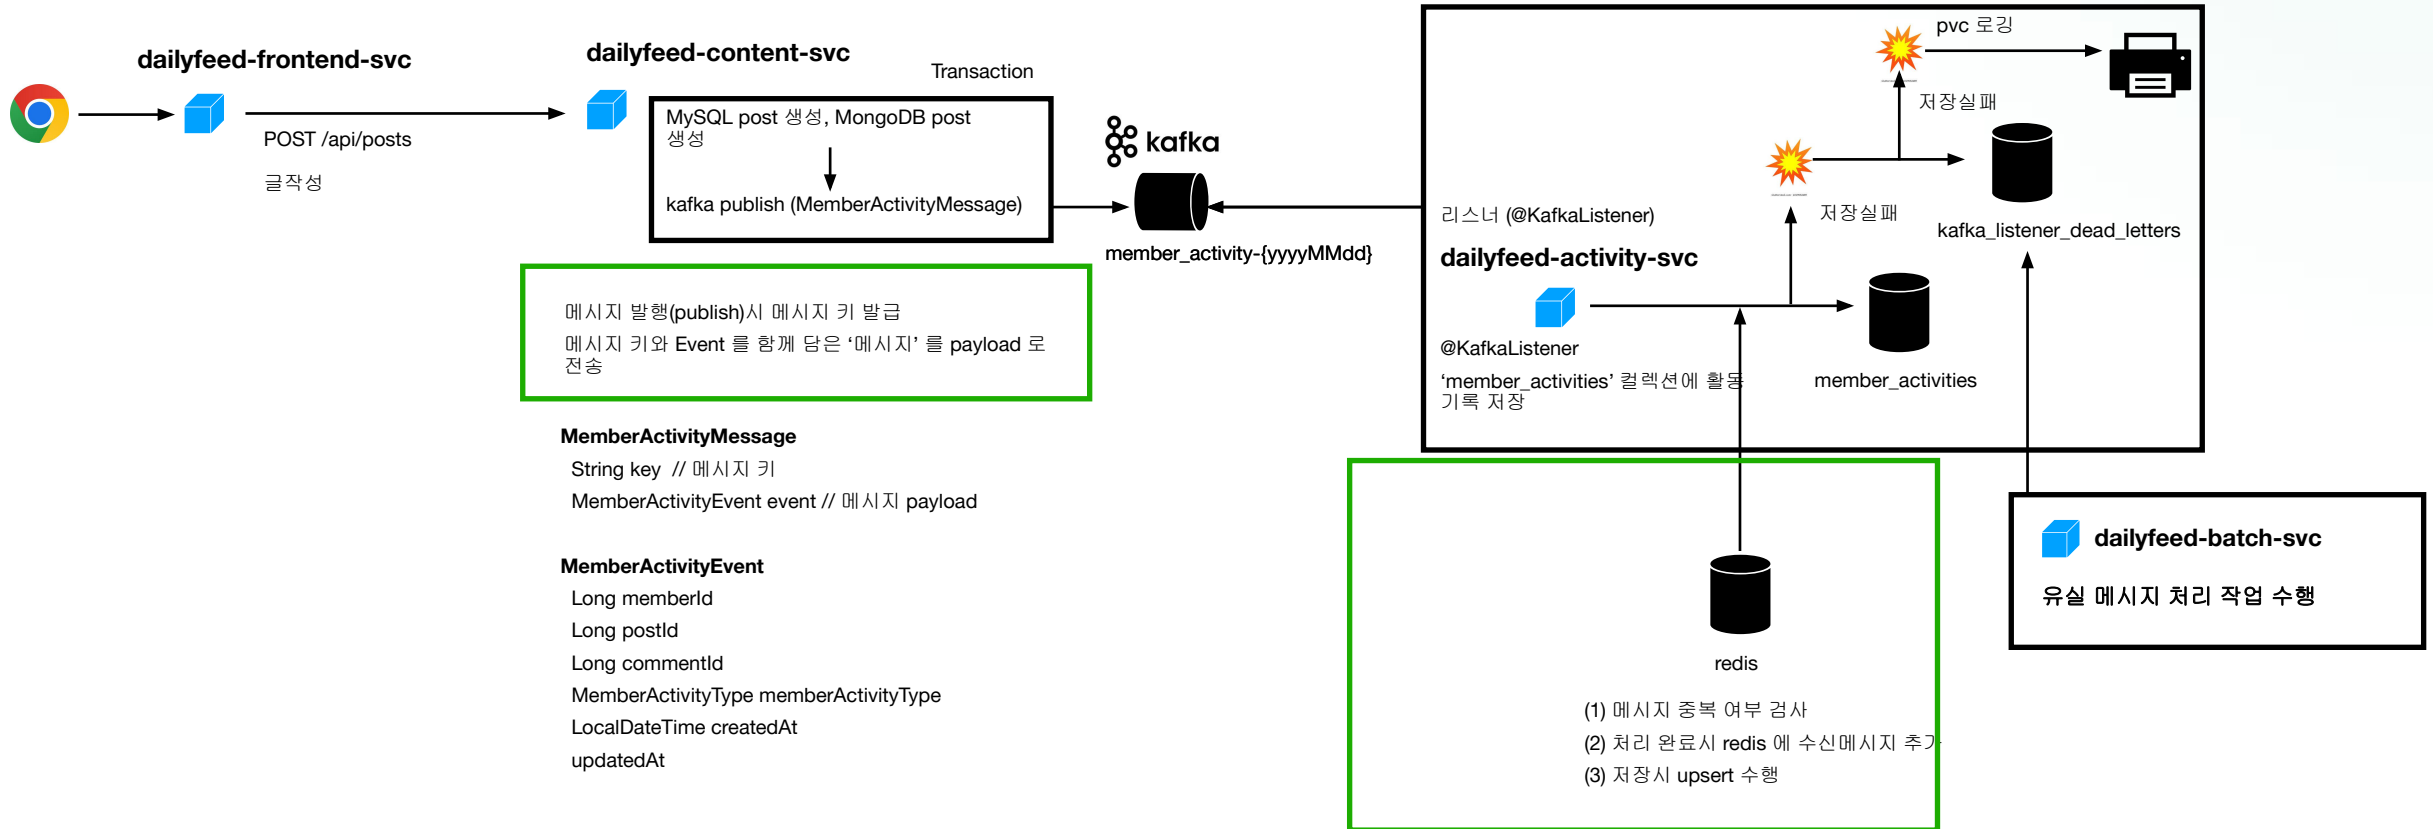 dailyfeed-frontend-svc
POST /api/posts
글작성
dailyfeed-content-svc
Transaction
MySQL post 생성, MongoDB post
생성
kafka publish (MemberActivityMessage)
메시지 발행(publish)시 메시지 키 발급
메시지 키와 Event 를 함께 담은 ‘메시지’ 를 payload 로
전송
MemberActivityMessage
String key // 메시지 키
MemberActivityEvent event // 메시지 payload
MemberActivityEvent
Long memberId
Long postId
Long commentId
MemberActivityType memberActivityType
LocalDateTime createdAt
updatedAt
kafka
member_activity-{yyyyMMdd}
리스너 (@KafkaListener)
dailyfeed-activity-svc
@KafkaListener
‘member_activities’ 컬렉션에 활동
기록 저장
member_activities
저장실패
저장실패
pvc 로깅
kafka_listener_dead_letters
redis
(1) 메시지 중복 여부 검사
(2) 처리 완료시 redis 에 수신메시지 추가
(3) 저장시 upsert 수행
dailyfeed-batch-svc
유실 메시지 처리 작업 수행